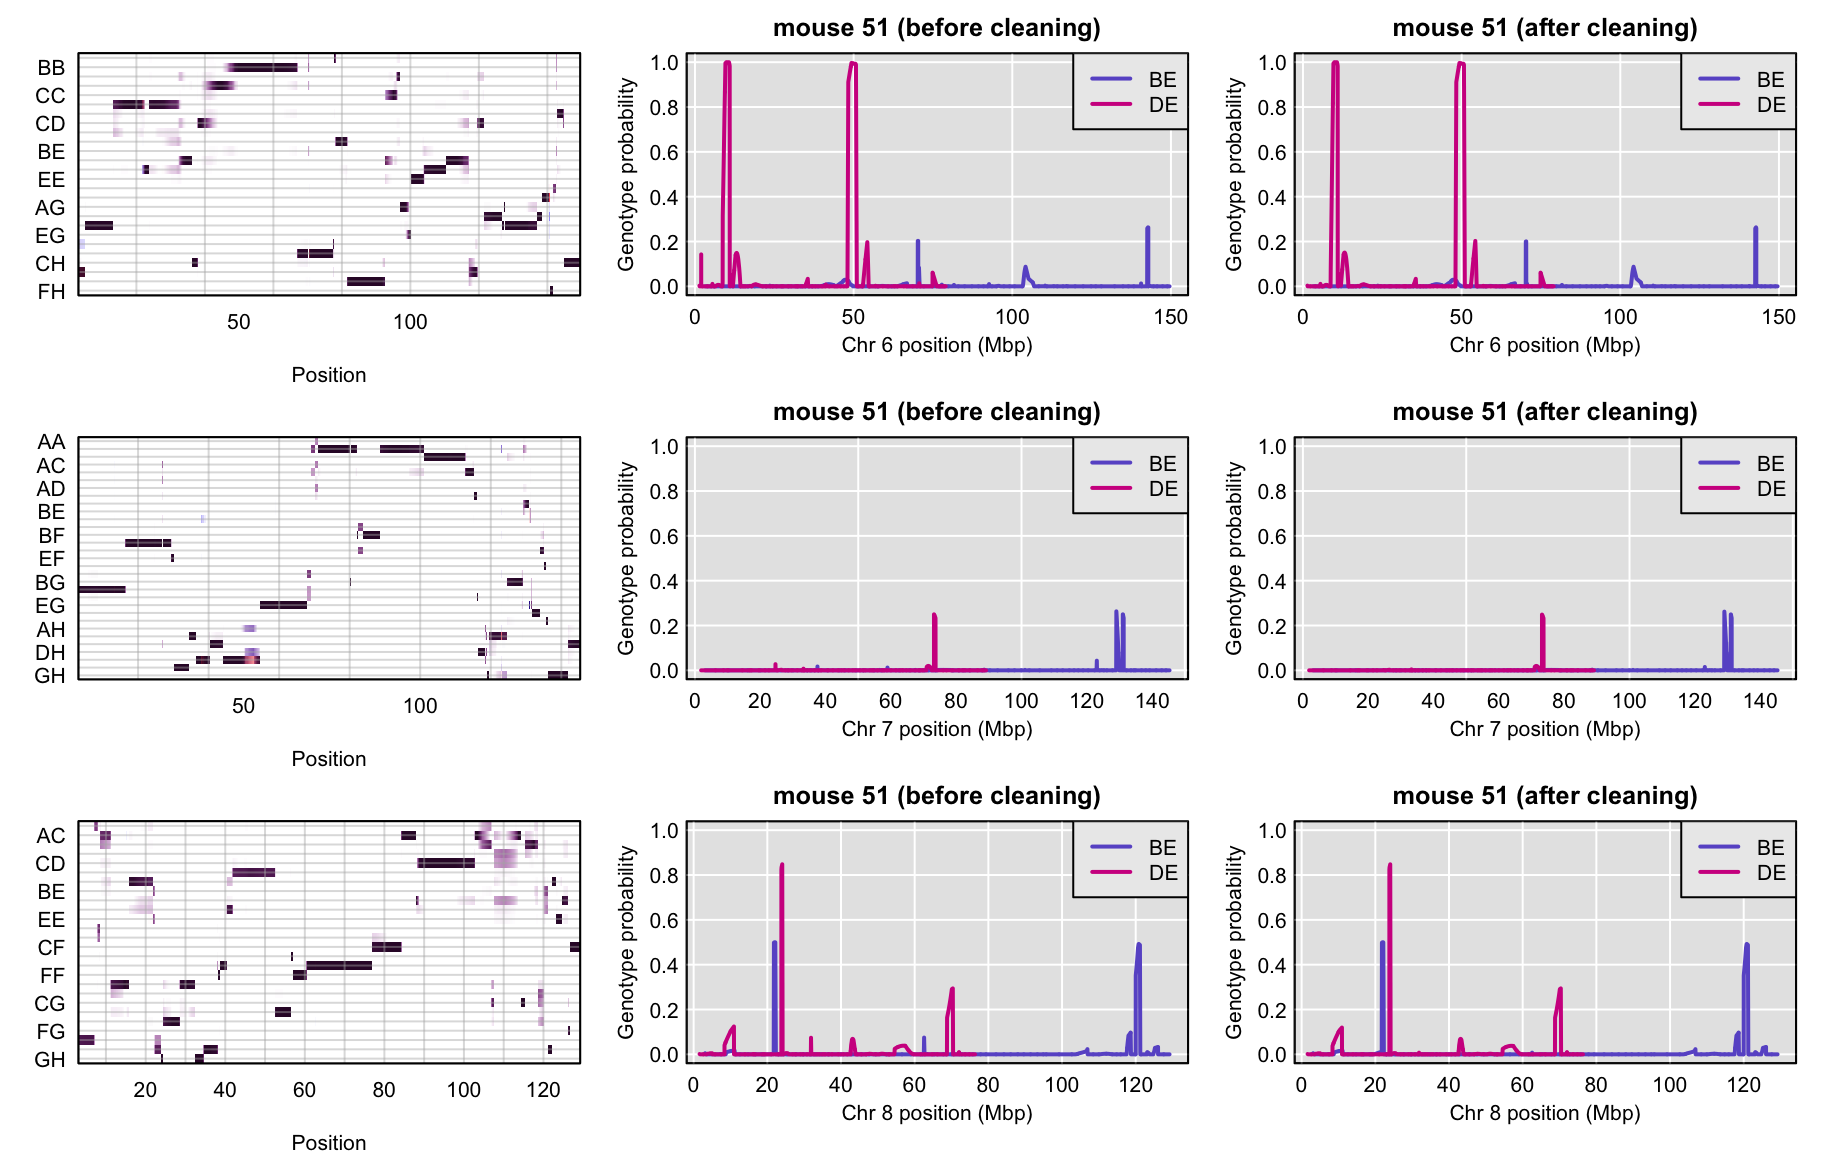 mouse 51 (before cleaning)
mouse 51 (after cleaning)
BB
CC
CD
BE
EE
AG
EG
CH
FH
50 100
Position
Genotype probability
1.0
0.8
0.6
0.4
0.2
0.0
BE
DE
0 50 100 150
Chr 6 position (Mbp)
Genotype probability
1.0
0.8
0.6
0.4
0.2
0.0
BE
DE
0 50 100 150
Chr 6 position (Mbp)
mouse 51 (before cleaning)
mouse 51 (after cleaning)
AA
AC
AD
BE
BF
EF
BG
EG
AH
DH
GH
50 100
Position
Genotype probability
1.0
0.8
0.6
0.4
0.2
0.0
BE
DE
0 20 40 60 80 100 120 140
Chr 7 position (Mbp)
Genotype probability
1.0
0.8
0.6
0.4
0.2
0.0
BE
DE
0 20 40 60 80 100 120 140
Chr 7 position (Mbp)
mouse 51 (before cleaning)
mouse 51 (after cleaning)
AC
CD
BE
EE
CF
FF
CG
FG
GH
20 40 60 80 100 120
Position
Genotype probability
1.0
0.8
0.6
0.4
0.2
0.0
BE
DE
0 20 40 60 80 100 120
Chr 8 position (Mbp)
Genotype probability
1.0
0.8
0.6
0.4
0.2
0.0
BE
DE
0 20 40 60 80 100 120
Chr 8 position (Mbp)